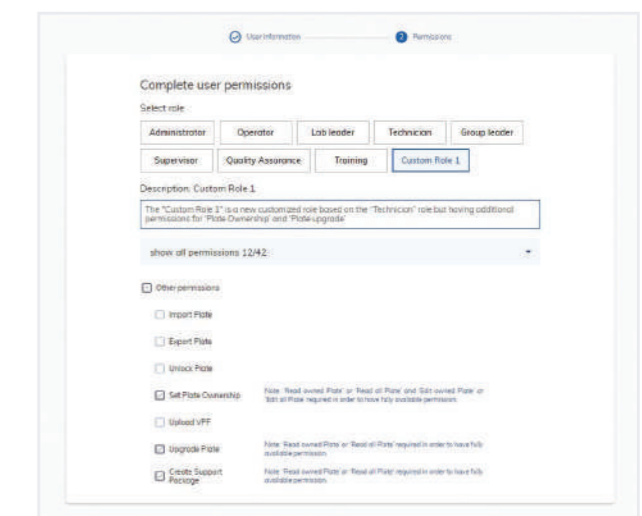 User information
2 Permissions
Complete user permissions
Select role
Administrator Operator Lab leader Technician Group leader
Supervisor Quality Assurance Training Custom Role 1
Description: Custom Role 1
The "Custom Role 1" is a new customized role based on the "Technician" role but having additional
permissions for 'Plate Ownership' and 'Plate upgrade'
show all permissions 12/42
Other permissions
Import Plate
Export Plate
Unlock Plate
Set Plate Ownership
Note: 'Read owned Plate' or 'Read all Plate' and 'Edit owned Plate' or
'Edit all Plate' required in order to have fully available permission
Upload VPF
Upgrade Plate
Note: 'Read owned Plate' or 'Read all Plate' required in order to have fully
available permission
Create Support
Package
Note: 'Read owned Plate' or 'Read all Plate' required in order to have fully
available permission